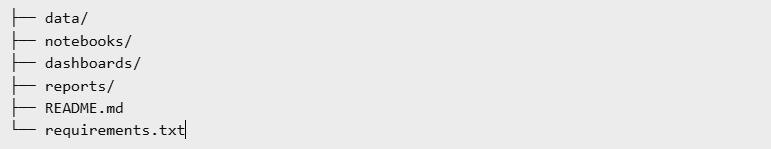 ├── data/
├── notebooks/
├── dashboards/
├── reports/
├── README.md
└── requirements.txt